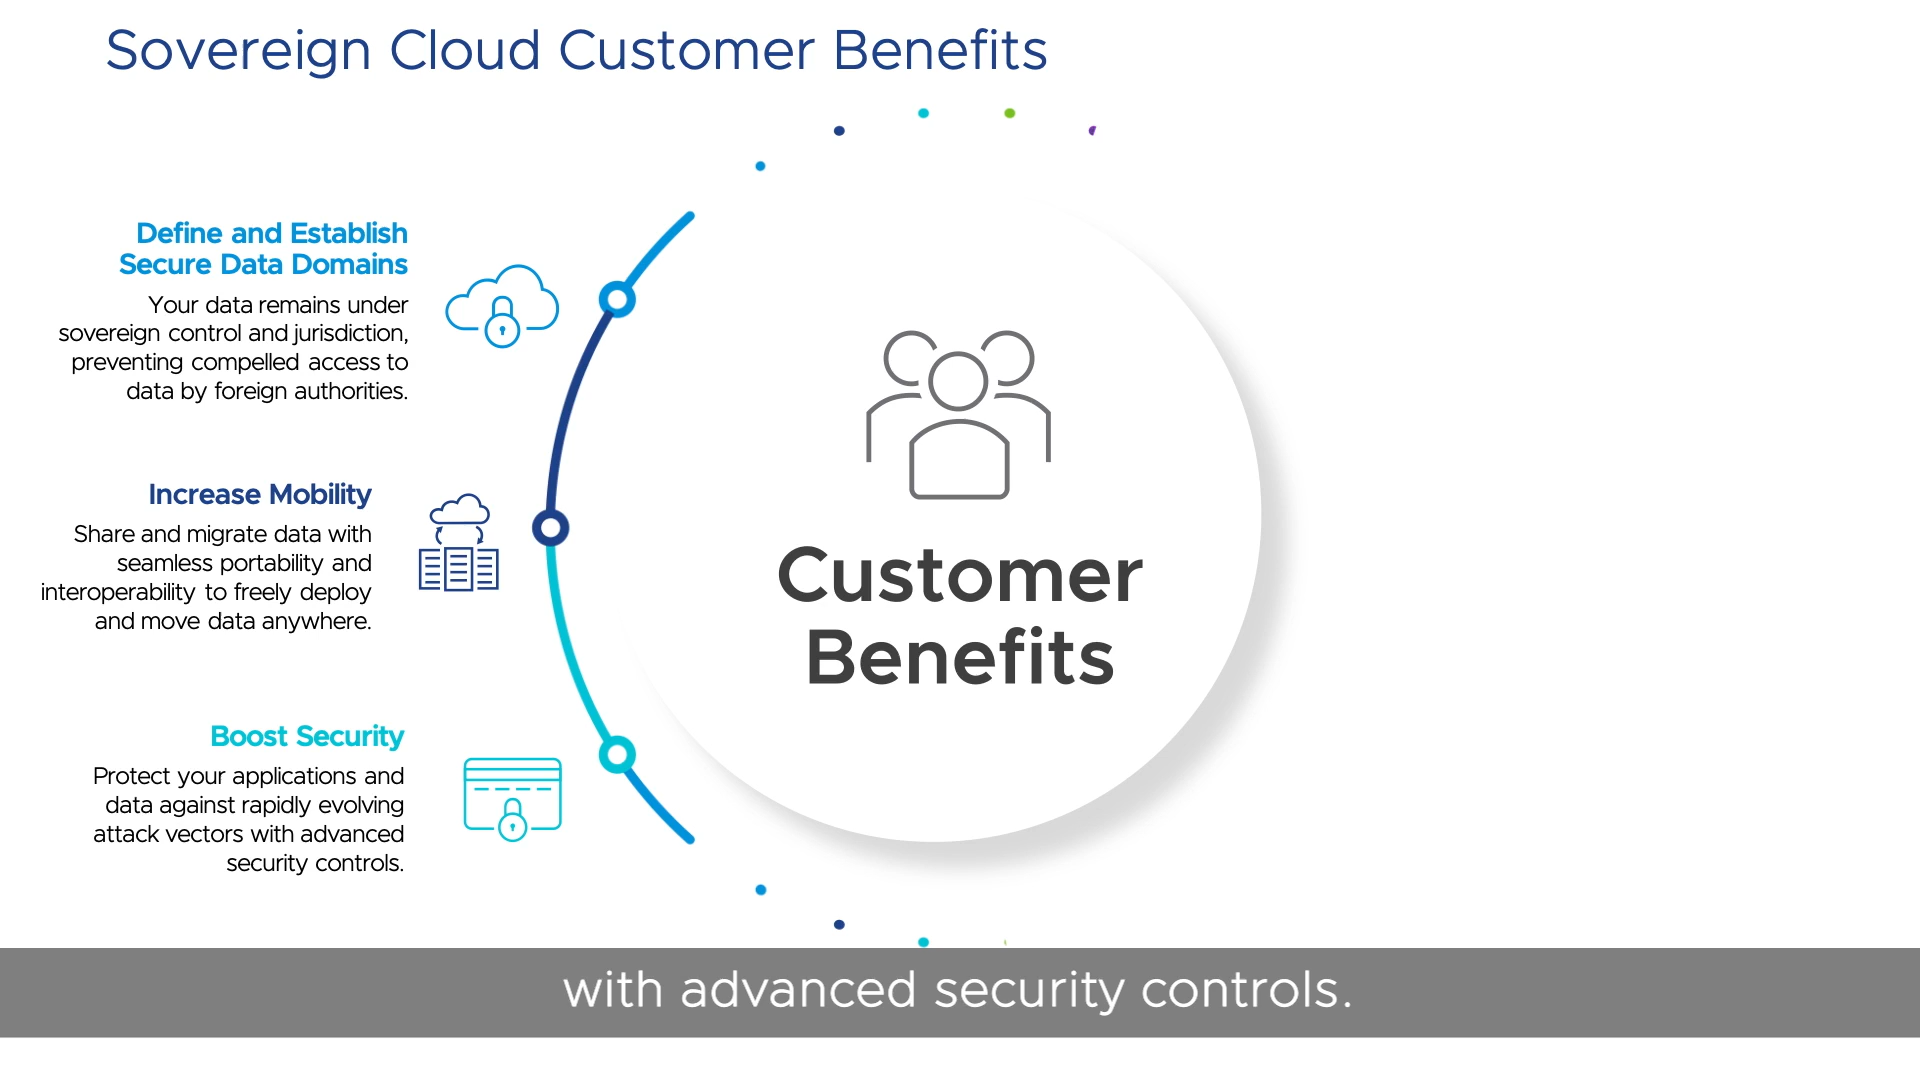 Sovereign Cloud Customer Benefits
Define and Establish
Secure Data Domains
Your data remains under
sovereign control and jurisdiction,
preventing compelled access to
data by foreign authorities.
Increase Mobility
Share and migrate data with
seamless portability and
interoperability to freely deploy
and move data anywhere.
Boost Security
Protect your applications and
data against rapidly evolving
attack vectors with advanced
security controls.
Customer
Benefits
with advanced security controls.